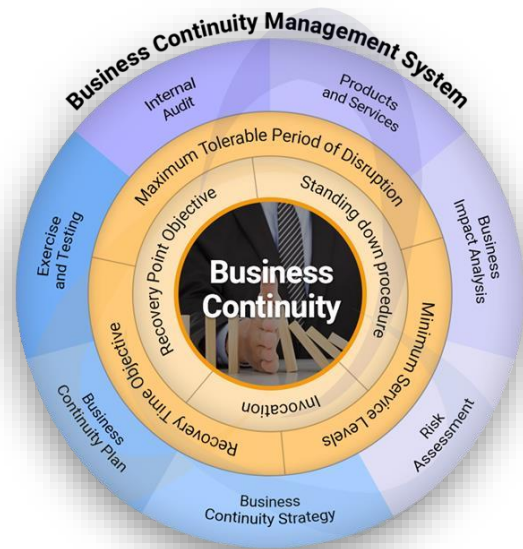 Business Continuity Management System
Internal
Audit
Products
and Services
Business
Impact Analysis
Risk
Assessment
Business
Continuity Strategy
Business
Continuity Plan
Exercise
and Testing
Maximum Tolerable Period of Disruption
Minimum Service Levels
Recovery Time Objective
Recovery Point Objective
Standing down procedure
Invocation
Business
Continuity